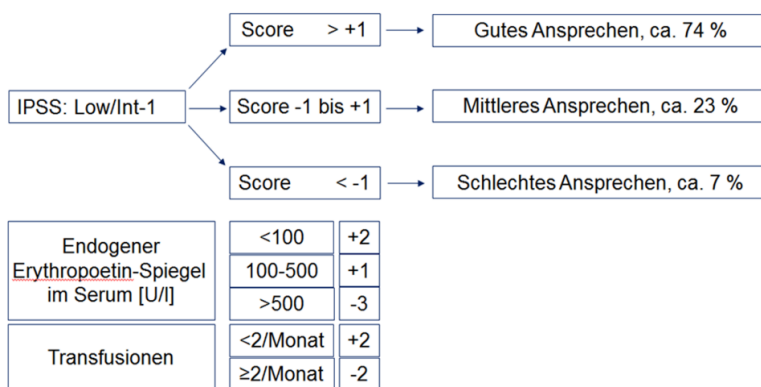 Score > +1
Gutes Ansprechen, ca. 74 %
IPSS: Low/Int-1
Score -1 bis +1
Mittleres Ansprechen, ca. 23 %
Score < -1
Schlechtes Ansprechen, ca. 7 %
Endogener
Erythropoetin-Spiegel
im Serum [U/l]
<100 +2
100-500 +1
>500 -3
Transfusionen
<2/Monat +2
≥2/Monat -2